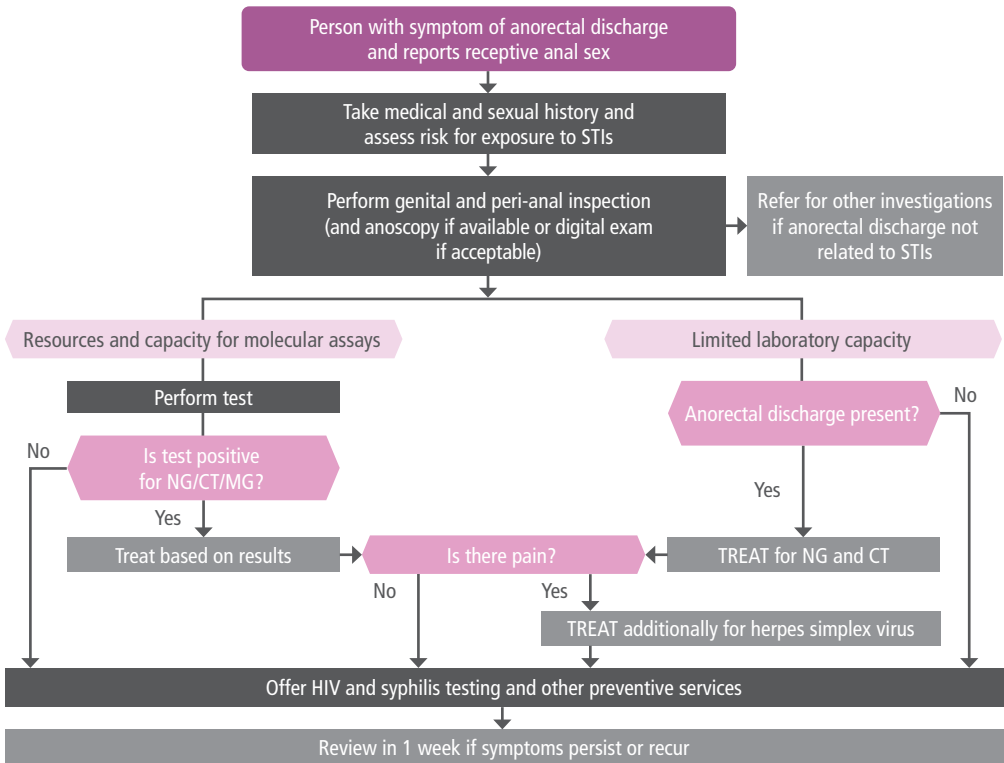 Person with symptom of anorectal discharge
and reports receptive anal sex
Take medical and sexual history and
assess risk for exposure to STIs
Perform genital and peri-anal inspection
(and anoscopy if available or digital exam
if acceptable)
Refer for other investigations
if anorectal discharge not
related to STIs
Resources and capacity for molecular assays
Limited laboratory capacity
Perform test
Anorectal discharge present?
No
No
Is test positive
for NG/CT/MG?
Yes
Yes
Treat based on results
Is there pain?
TREAT for NG and CT
No
Yes
TREAT additionally for herpes simplex virus
Offer HIV and syphilis testing and other preventive services
Review in 1 week if symptoms persist or recur